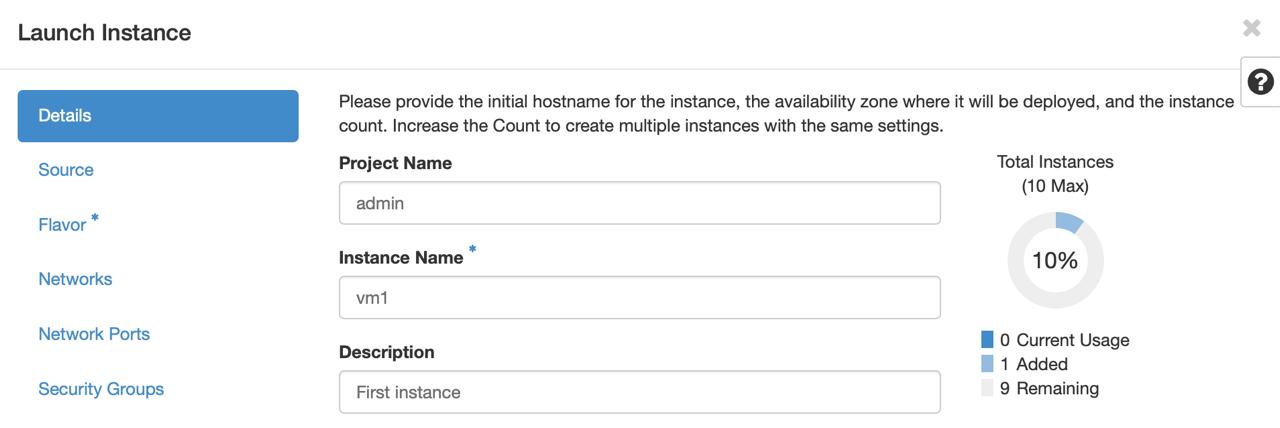 Launch Instance
Details
Source
Flavor *
Networks
Network Ports
Security Groups
Please provide the initial hostname for the instance, the availability zone where it will be deployed, and the instance
count. Increase the Count to create multiple instances with the same settings.
Project Name
admin
Instance Name *
vm1
Description
First instance
Total Instances
(10 Max)
10%
0 Current Usage
1 Added
9 Remaining